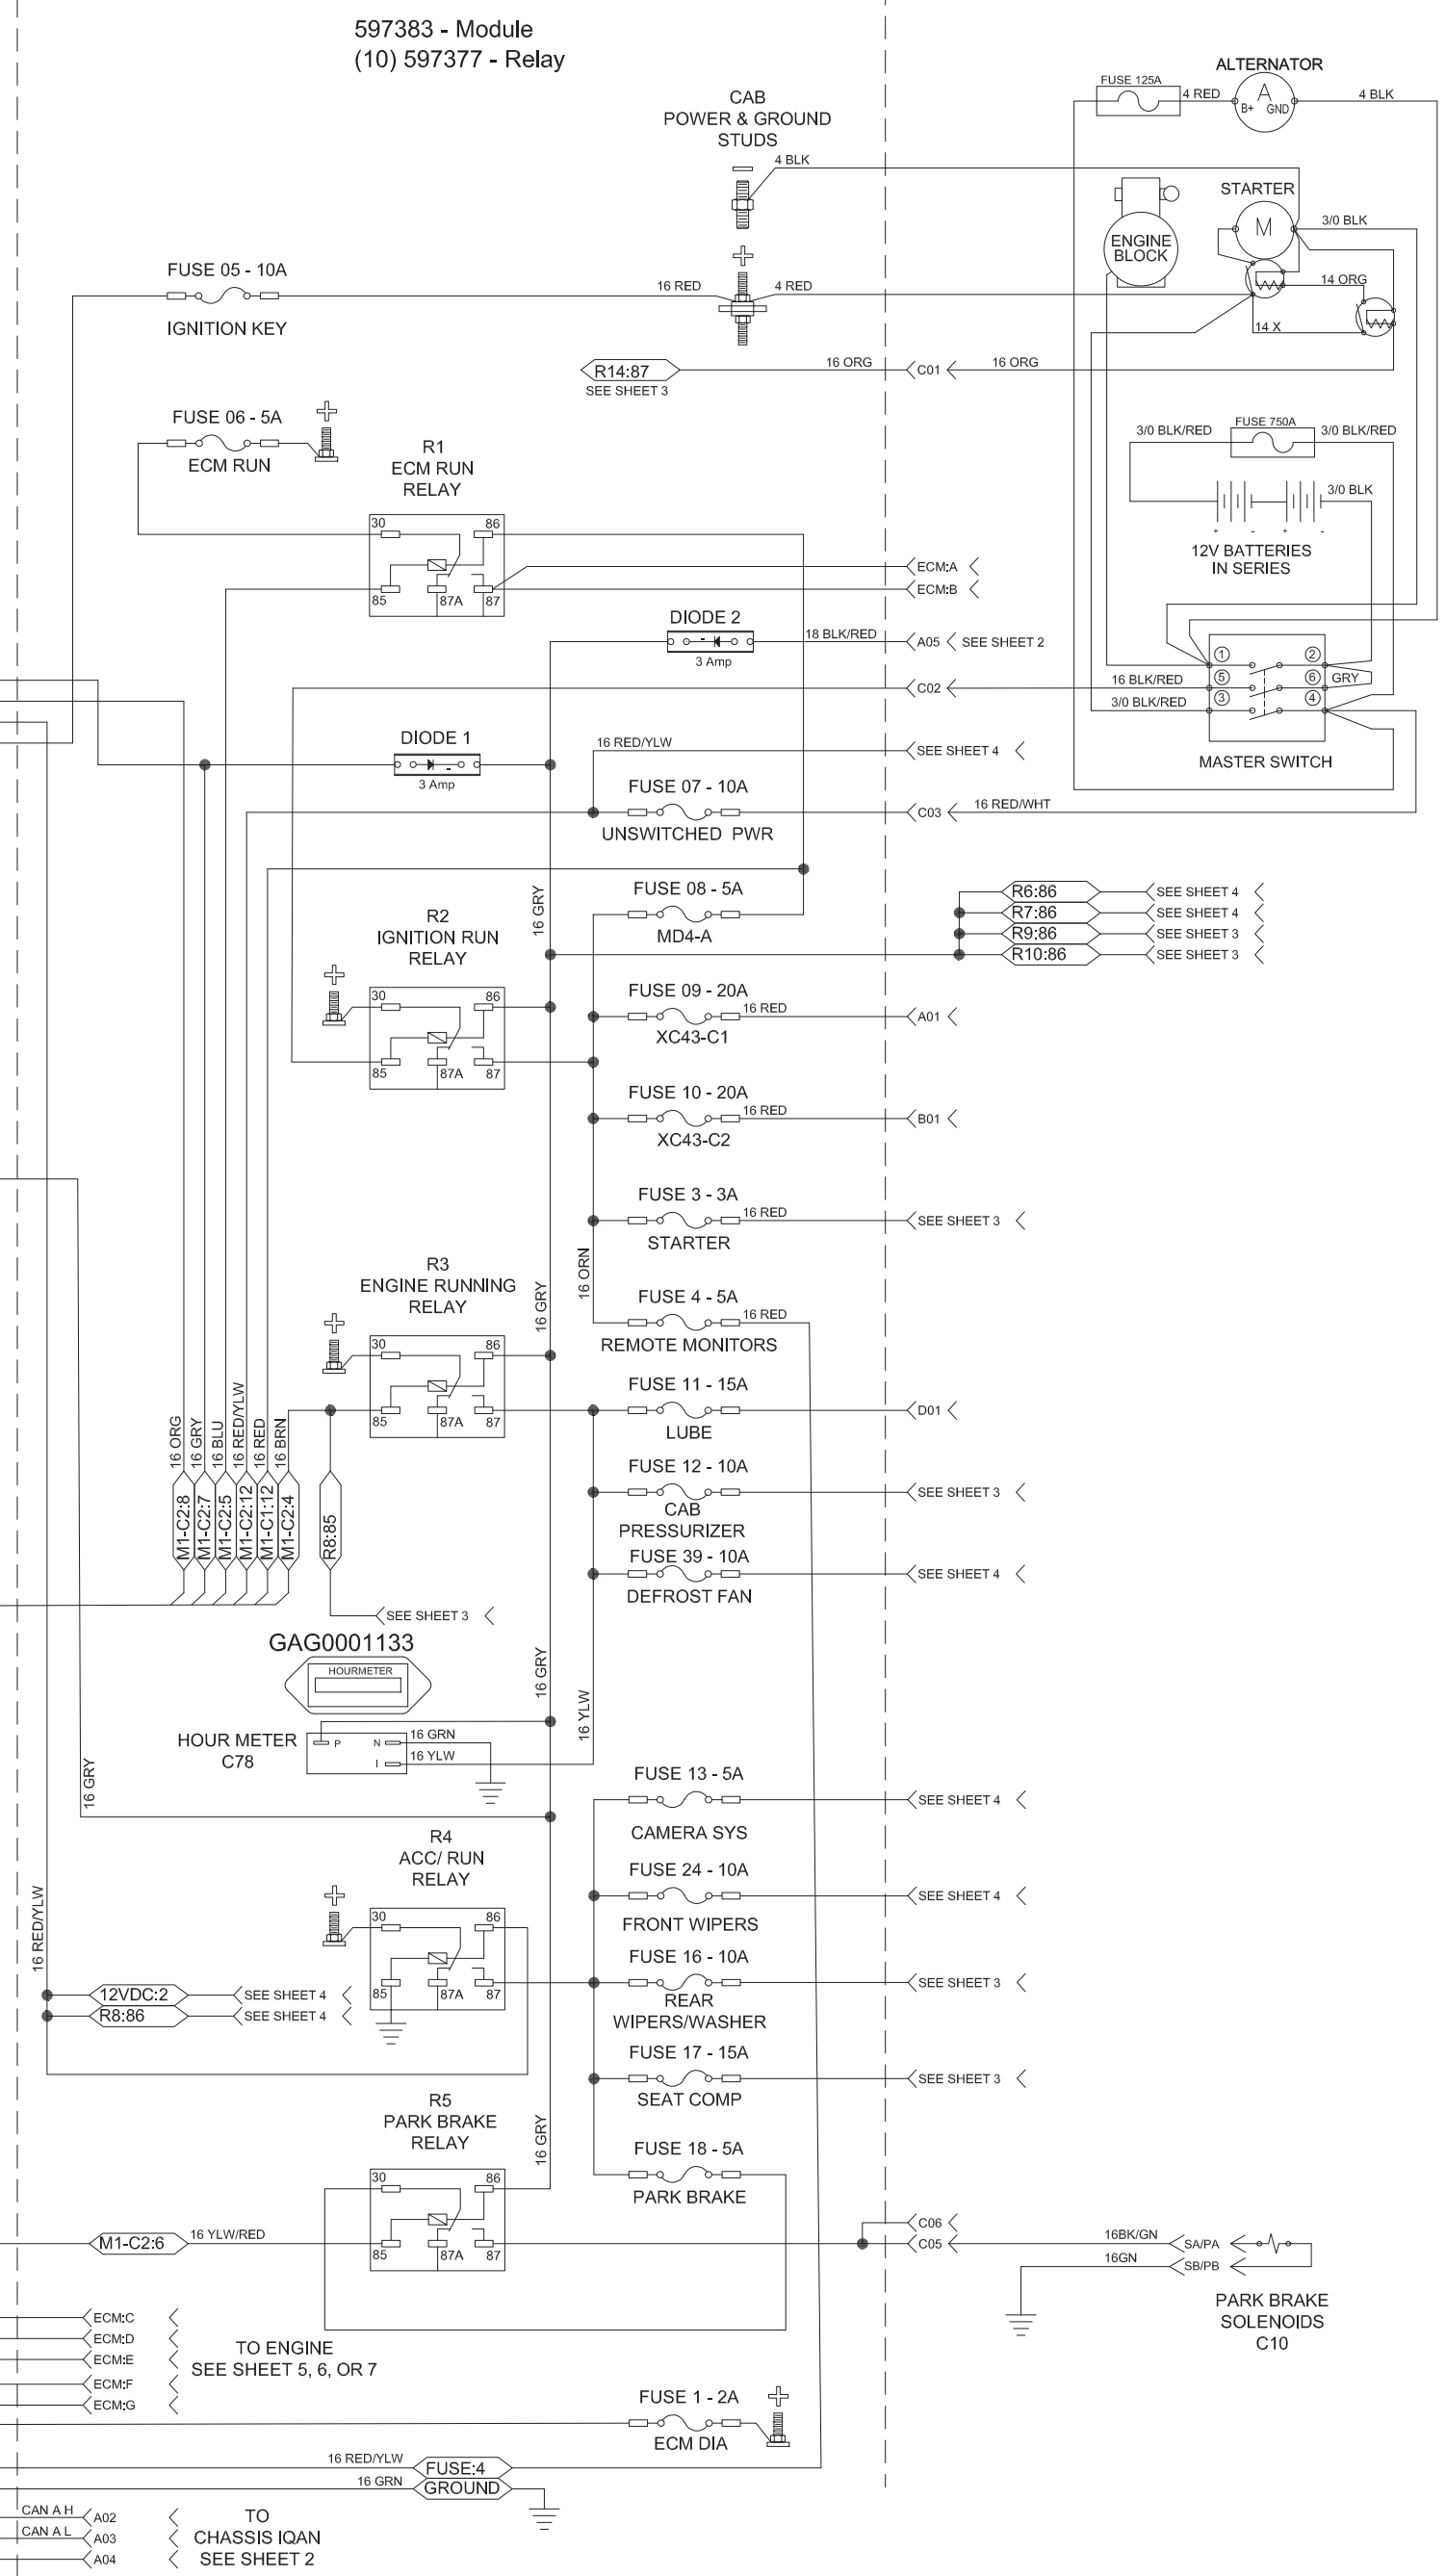 597383 - Module
(10) 597377 - Relay
ALTERNATOR
FUSE 125A
4 RED
A
B+
GND
4 BLK
CAB
POWER & GROUND
STUDS
4 BLK
STARTER
M
3/0 BLK
ENGINE
BLOCK
FUSE 05 - 10A
16 RED
4 RED
14 ORG
IGNITION KEY
14 X
R14:87
SEE SHEET 3
16 ORG
C01
16 ORG
FUSE 06 - 5A
ECM RUN
R1
ECM RUN
RELAY
3/0 BLK/RED
FUSE 750A
3/0 BLK/RED
3/0 BLK
+
-
+
-
12V BATTERIES
IN SERIES
30
86
85
87A
87
ECM:A
ECM:B
DIODE 2
3 Amp
18 BLK/RED
A05
SEE SHEET 2
1
2
5
6
3
4
16 BLK/RED
GRY
3/0 BLK/RED
C02
MASTER SWITCH
DIODE 1
3 Amp
16 RED/YLW
SEE SHEET 4
FUSE 07 - 10A
UNSWITCHED PWR
C03
16 RED/WHT
FUSE 08 - 5A
MD4-A
16 GRY
R6:86
SEE SHEET 4
R7:86
SEE SHEET 4
R9:86
SEE SHEET 3
R10:86
SEE SHEET 3
R2
IGNITION RUN
RELAY
30
86
85
87A
87
FUSE 09 - 20A
16 RED
XC43-C1
A01
FUSE 10 - 20A
16 RED
XC43-C2
B01
FUSE 3 - 3A
16 RED
STARTER
SEE SHEET 3
16 ORN
16 GRY
R3
ENGINE RUNNING
RELAY
30
86
85
87A
87
FUSE 4 - 5A
16 RED
REMOTE MONITORS
FUSE 11 - 15A
LUBE
D01
FUSE 12 - 10A
CAB
PRESSURIZER
SEE SHEET 3
FUSE 39 - 10A
DEFROST FAN
SEE SHEET 4
16 ORG
16 GRY
16 BLU
16 RED/YLW
16 RED
16 BRN
M1-C2:8
M1-C2:7
M1-C2:5
M1-C2:12
M1-C1:12
M1-C2:4
R8:85
SEE SHEET 3
GAG0001133
HOURMETER
16 GRY
16 YLW
HOUR METER
C78
P
N
I
16 GRN
16 YLW
16 GRY
FUSE 13 - 5A
CAMERA SYS
SEE SHEET 4
R4
ACC/ RUN
RELAY
30
86
85
87A
87
FUSE 24 - 10A
FRONT WIPERS
SEE SHEET 4
FUSE 16 - 10A
REAR
WIPERS/WASHER
SEE SHEET 3
16 RED/YLW
12VDC:2
SEE SHEET 4
R8:86
SEE SHEET 4
FUSE 17 - 15A
SEAT COMP
SEE SHEET 3
R5
PARK BRAKE
RELAY
16 GRY
30
86
85
87A
87
FUSE 18 - 5A
PARK BRAKE
M1-C2:6
16 YLW/RED
C06
C05
16BK/GN
SA/PA
16GN
SB/PB
PARK BRAKE
SOLENOIDS
C10
ECM:C
ECM:D
ECM:E
ECM:F
ECM:G
TO ENGINE
SEE SHEET 5, 6, OR 7
FUSE 1 - 2A
ECM DIA
16 RED/YLW
FUSE:4
16 GRN
GROUND
CAN A H
A02
CAN A L
A03
A04
TO
CHASSIS IQAN
SEE SHEET 2